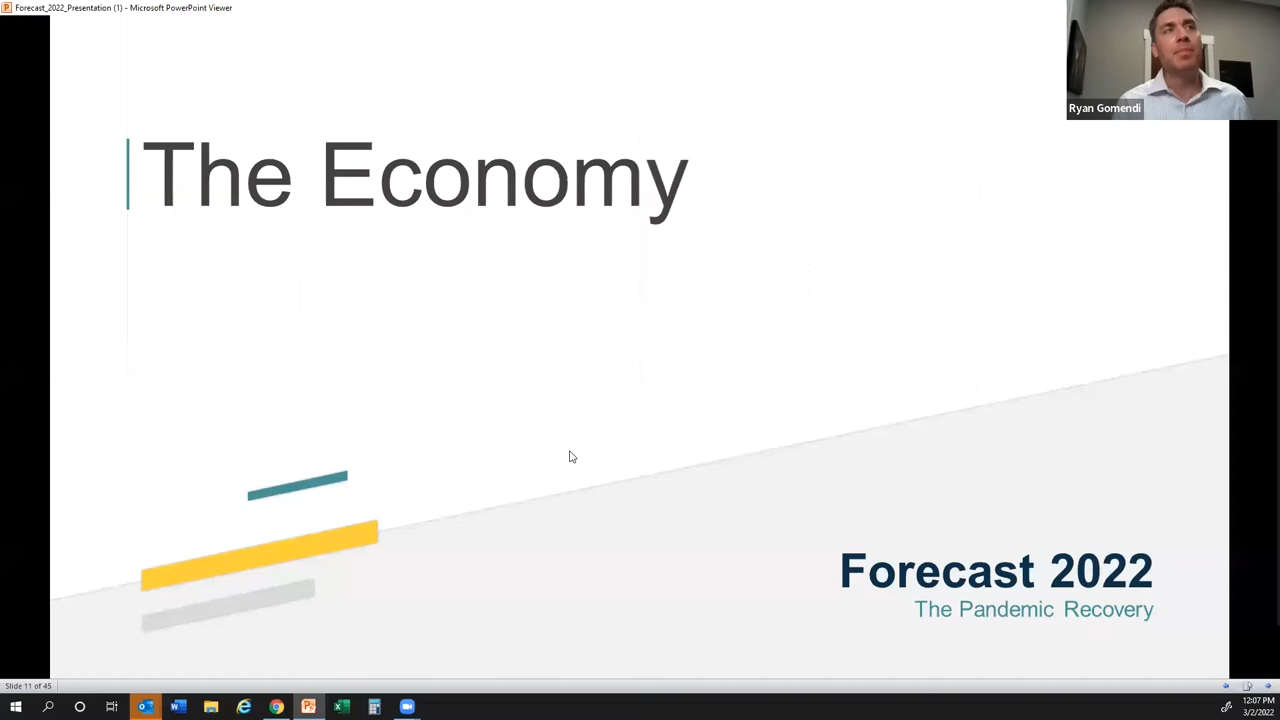 Forecast_2022_Presentation (1) - Microsoft PowerPoint Viewer
Ryan Gomendi
The Economy
Forecast 2022
The Pandemic Recovery
Slide 11 of 45
12:07 PM
3/2/2022